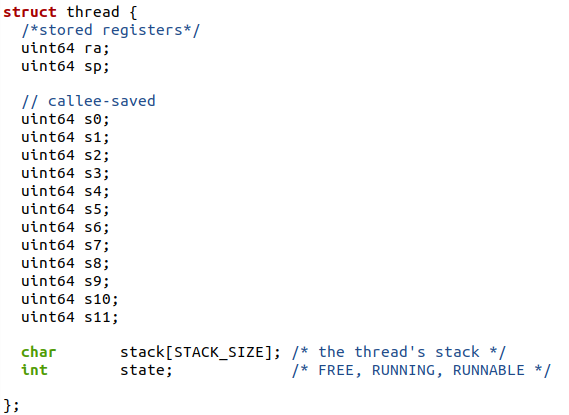 struct thread {
/*stored registers*/
uint64 ra;
uint64 sp;
// callee-saved
uint64 s0;
uint64 s1;
uint64 s2;
uint64 s3;
uint64 s4;
uint64 s5;
uint64 s6;
uint64 s7;
uint64 s8;
uint64 s9;
uint64 s10;
uint64 s11;
char stack[STACK_SIZE]; /* the thread's stack */
int state; /* FREE, RUNNING, RUNNABLE */
};